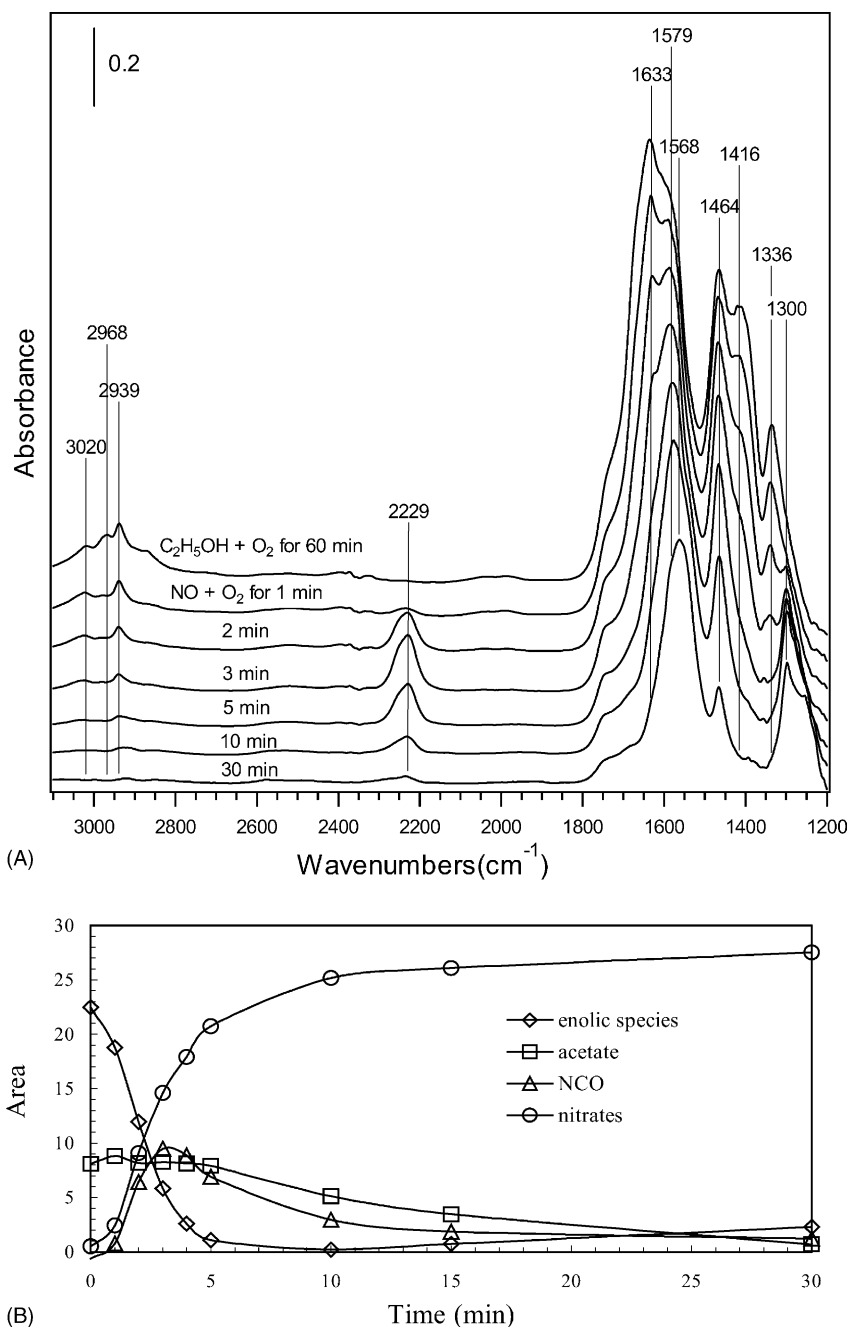 0.2
1579
1633
1568
1416
1464
1336
1300
2968
2939
3020
2229
C₂H₅OH + O₂ for 60 min
NO + O₂ for 1 min
2 min
3 min
5 min
10 min
30 min
Absorbance
3000 2800 2600 2400 2200 2000 1800 1600 1400 1200
Wavenumbers(cm⁻¹)
(A)
30
25
20
15
10
5
0
Area
enolic species
acetate
NCO
nitrates
0 5 10 15 20 25 30
Time (min)
(B)